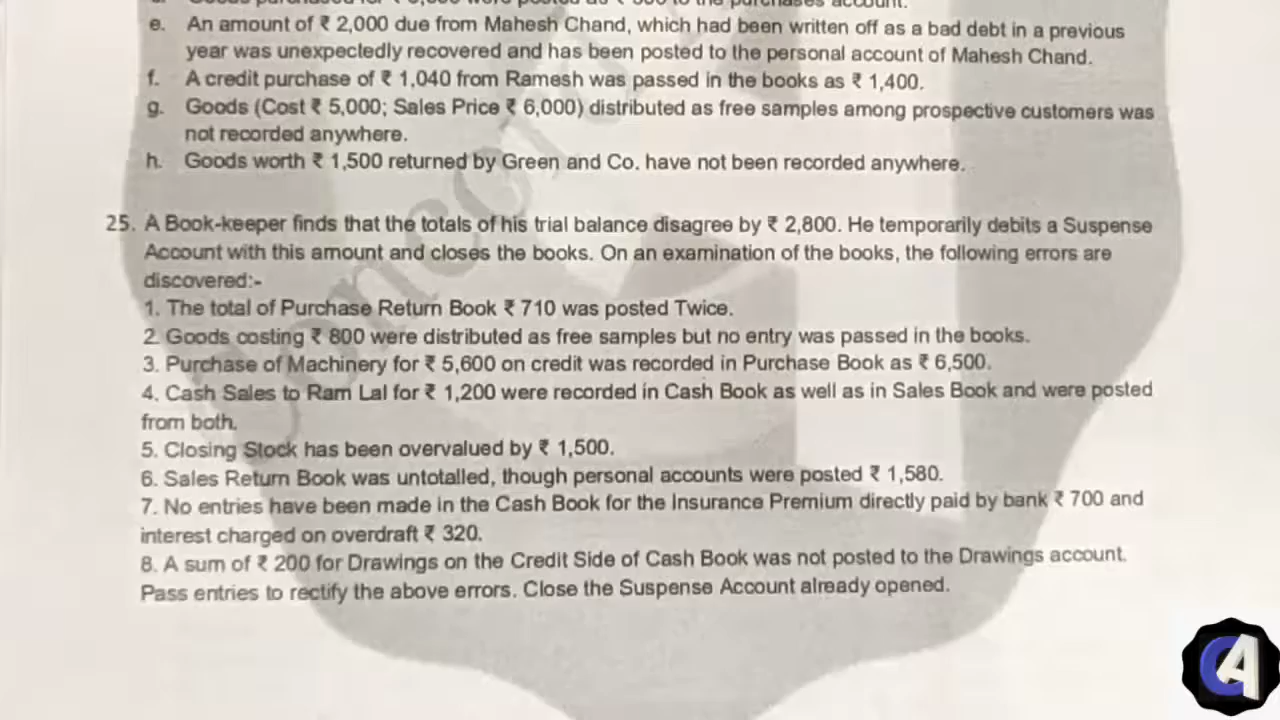 e. An amount of ₹ 2,000 due from Mahesh Chand, which had been written off as a bad debt in a previous
year was unexpectedly recovered and has been posted to the personal account of Mahesh Chand.
f. A credit purchase of ₹ 1,040 from Ramesh was passed in the books as ₹ 1,400.
g. Goods (Cost ₹ 5,000; Sales Price ₹ 6,000) distributed as free samples among prospective customers was
not recorded anywhere.
h. Goods worth ₹ 1,500 returned by Green and Co. have not been recorded anywhere.
25. A Book-keeper finds that the totals of his trial balance disagree by ₹ 2,800. He temporarily debits a Suspense
Account with this amount and closes the books. On an examination of the books, the following errors are
discovered:-
1. The total of Purchase Return Book ₹ 710 was posted Twice.
2. Goods costing ₹ 800 were distributed as free samples but no entry was passed in the books.
3. Purchase of Machinery for ₹ 5,600 on credit was recorded in Purchase Book as ₹ 6,500.
4. Cash Sales to Ram Lal for ₹ 1,200 were recorded in Cash Book as well as in Sales Book and were posted
from both.
5. Closing Stock has been overvalued by ₹ 1,500.
6. Sales Return Book was untotalled, though personal accounts were posted ₹ 1,580.
7. No entries have been made in the Cash Book for the Insurance Premium directly paid by bank ₹ 700 and
interest charged on overdraft ₹ 320.
8. A sum of ₹ 200 for Drawings on the Credit Side of Cash Book was not posted to the Drawings account.
Pass entries to rectify the above errors. Close the Suspense Account already opened.
CA